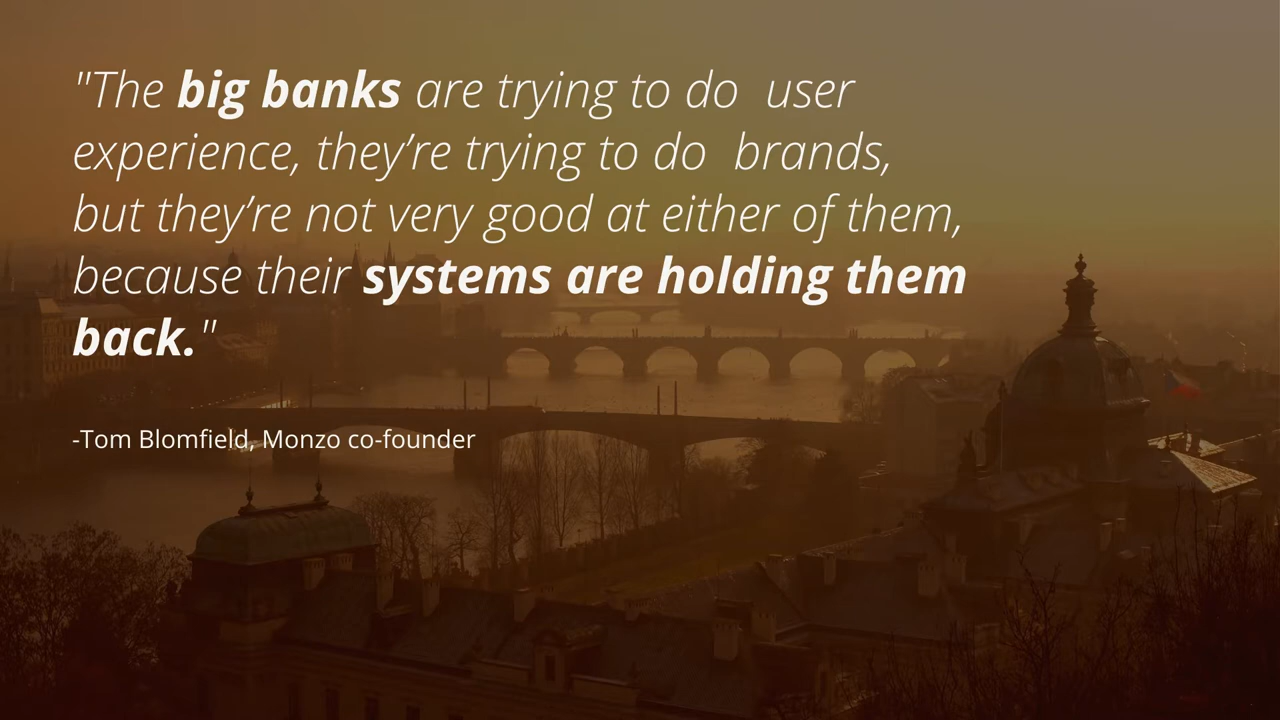 "The big banks are trying to do  user
experience, they’re trying to do  brands,
but they’re not very good at either of them,
because their systems are holding them
back."
-Tom Blomfield, Monzo co-founder